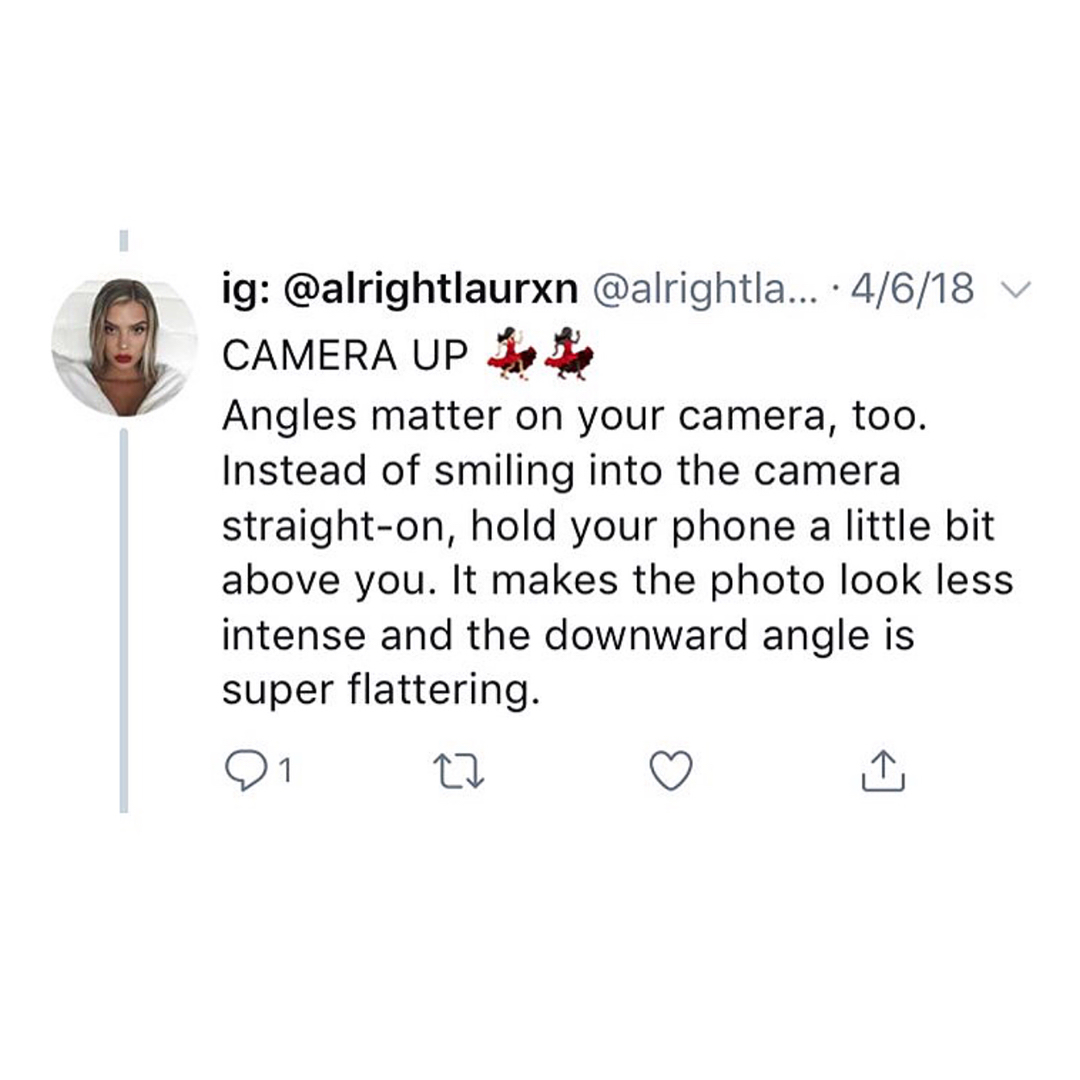 ig: @alrightlaurxn @alrightla... · 4/6/18
CAMERA UP 💃🏻💃🏿
Angles matter on your camera, too.
Instead of smiling into the camera
straight-on, hold your phone a little bit
above you. It makes the photo look less
intense and the downward angle is
super flattering.
1